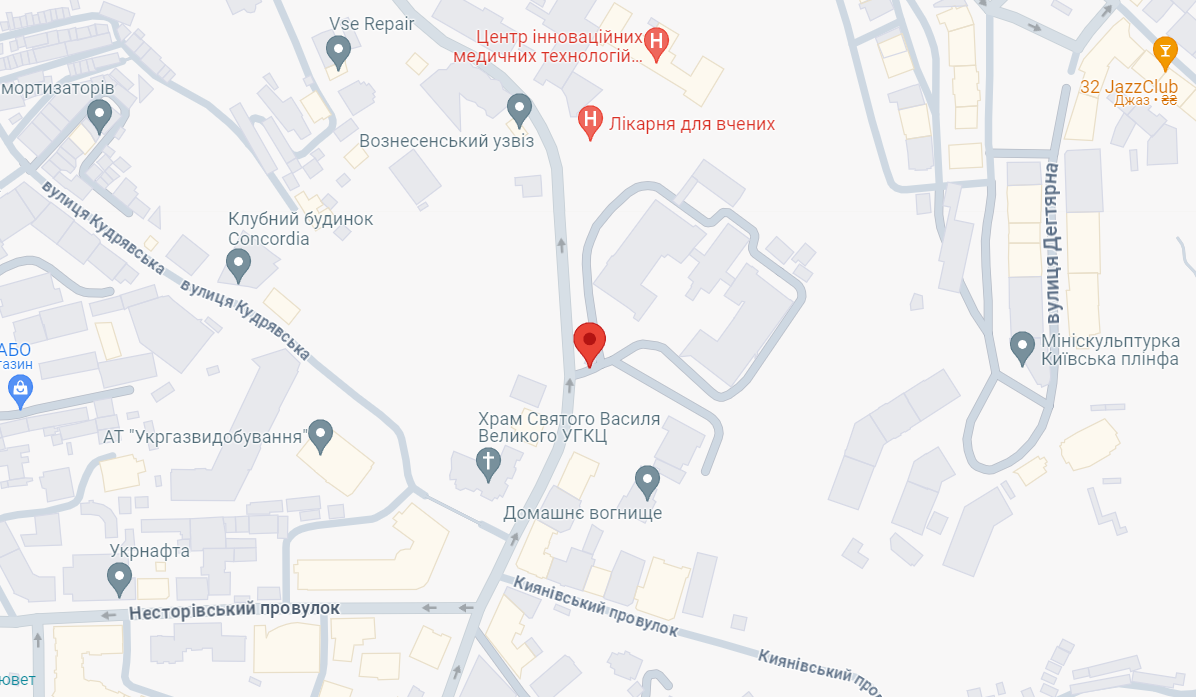 Vse Repair
Центр інноваційних
медичних технологій...
32 JazzClub
Джаз • ₴₴
мортизаторів
Лікарня для вчених
Вознесенський узвіз
вулиця Кудрявська
Клубний будинок
Concordia
вулиця Кудрявська
вулиця Дегтярна
АБО
газин
Мініскульптурка
Київська плінфа
Храм Святого Василя
Великого УГКЦ
АТ "Укргазвидобування"
Домашнє вогнище
Укрнафта
Несторівський провулок
Киянівський провулок
Киянівський про
ювет